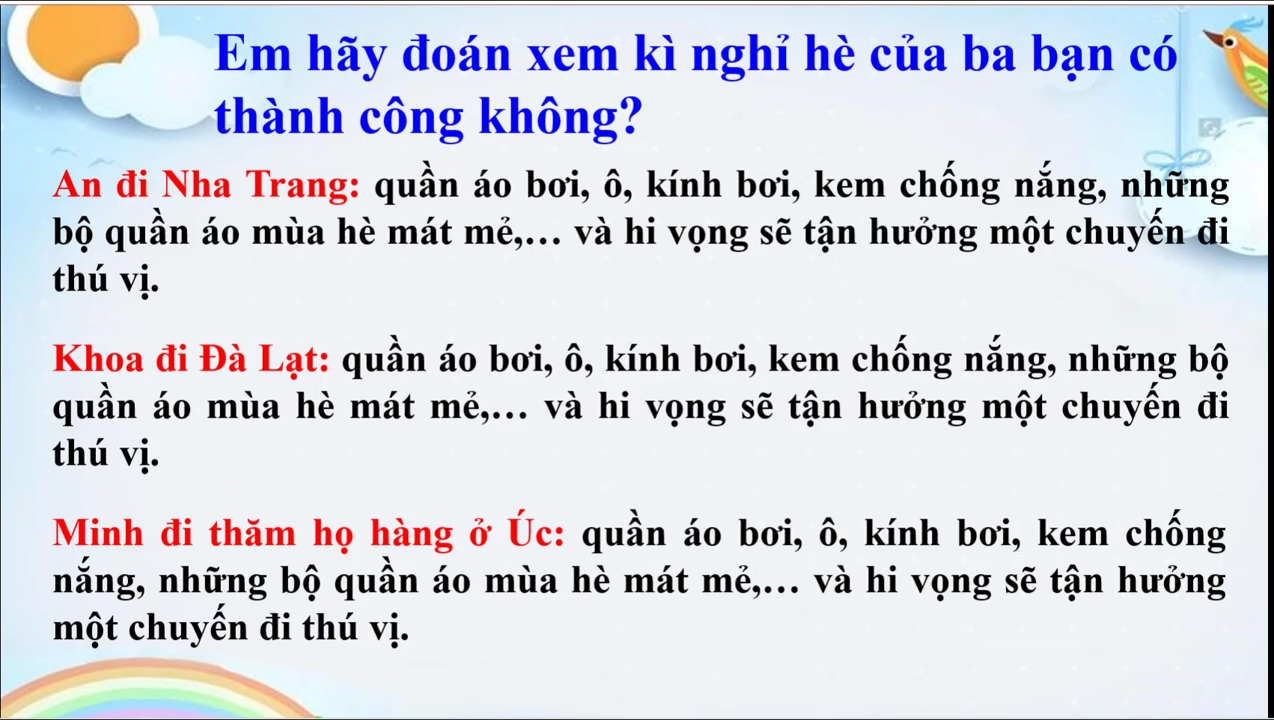 Em hãy đoán xem kì nghỉ hè của ba bạn có
thành công không?
An đi Nha Trang: quần áo bơi, ô, kính bơi, kem chống nắng, những
bộ quần áo mùa hè mát mẻ,… và hi vọng sẽ tận hưởng một chuyến đi
thú vị.
Khoa đi Đà Lạt: quần áo bơi, ô, kính bơi, kem chống nắng, những bộ
quần áo mùa hè mát mẻ,… và hi vọng sẽ tận hưởng một chuyến đi
thú vị.
Minh đi thăm họ hàng ở Úc: quần áo bơi, ô, kính bơi, kem chống
nắng, những bộ quần áo mùa hè mát mẻ,… và hi vọng sẽ tận hưởng
một chuyến đi thú vị.